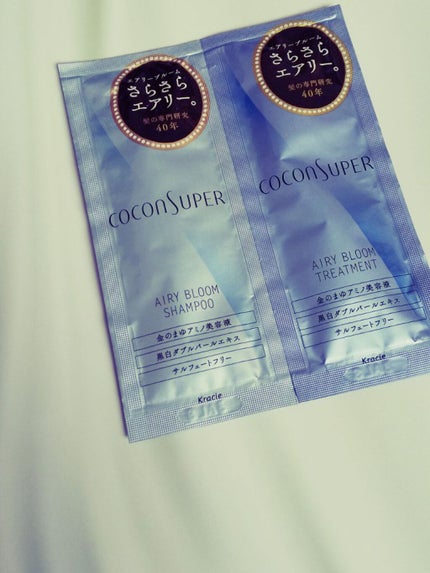 エアリーブルーム
さらさら
エアリー。
髪の専門研究
40年
COCONSUPER
AIRY BLOOM
SHAMPOO
金のまゆアミノ美容液
黒白ダブルパールエキス
サルフェートフリー
Kracie
エアリーブルーム
さらさら
エアリー。
髪の専門研究
40年
COCONSUPER
AIRY BLOOM
TREATMENT
金のまゆアミノ美容液
黒白ダブルパールエキス
サルフェートフリー
Kracie